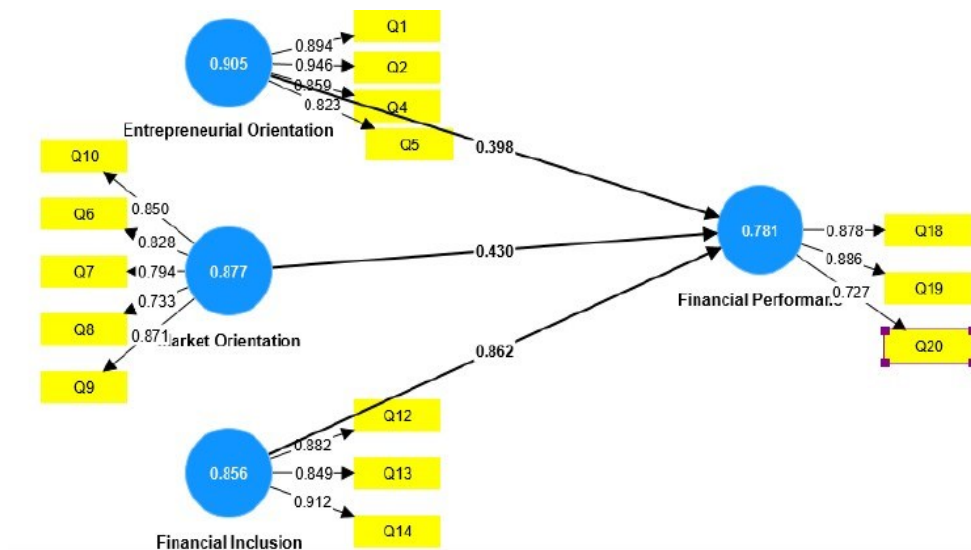 Q1
0.894
0.905
0.946
Q2
0.859
Q4
0.823
Entrepreneurial Orientation
Q5
0.398
Q10
0.850
Q6
0.828
Q7
0.794
0.877
0.733
Q8
0.871
Market Orientation
Q9
0.430
0.781
0.878
Q18
0.886
Q19
0.727
Financial Performanc
Q20
0.862
Q12
0.882
0.856
0.849
Q13
0.912
Q14
Financial Inclusion